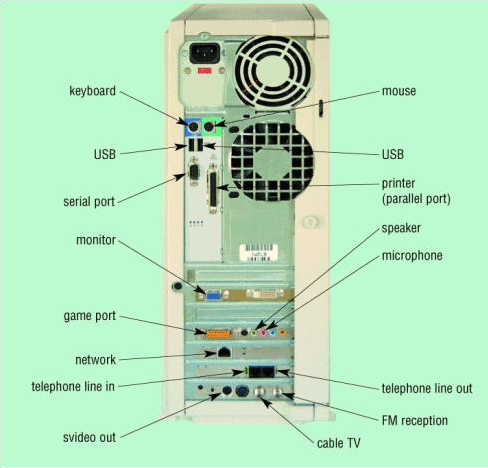 keyboard
mouse
USB
USB
printer
(parallel port)
serial port
speaker
monitor
microphone
game port
network
telephone line in
telephone line out
FM reception
svideo out
cable TV